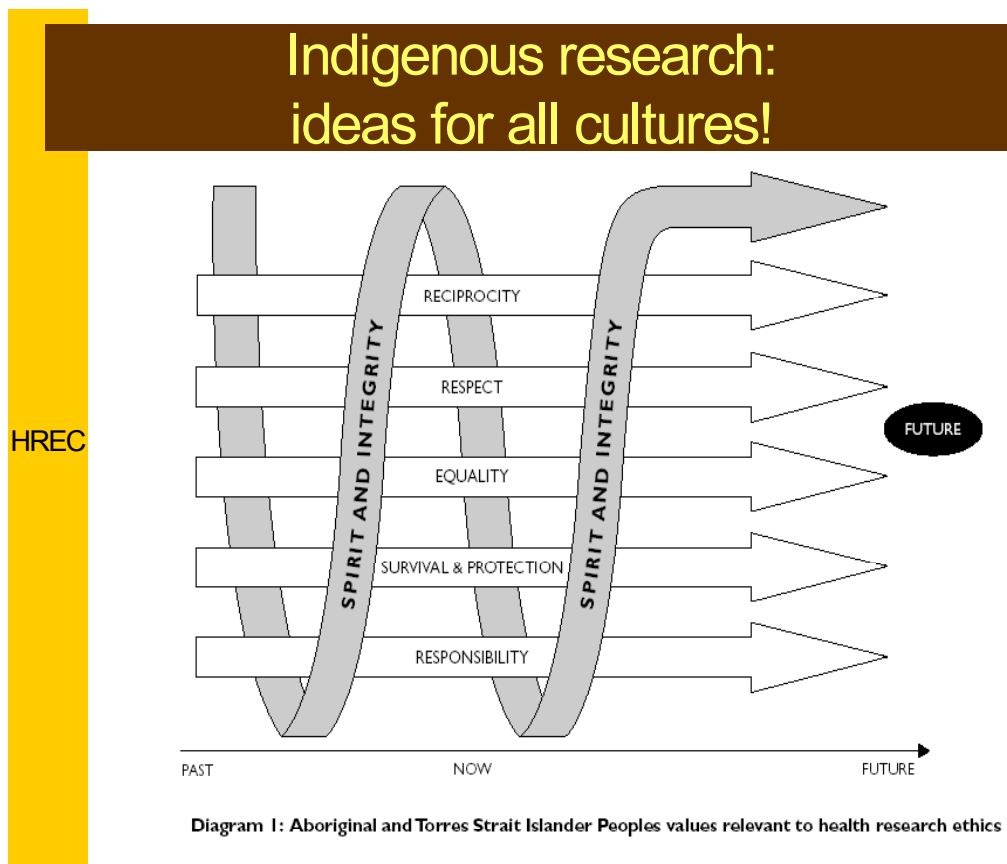 Indigenous research:
ideas for all cultures!
HREC
RECIPROCITY
RESPECT
EQUALITY
SURVIVAL & PROTECTION
RESPONSIBILITY
SPIRIT AND INTEGRITY
SPIRIT AND INTEGRITY
FUTURE
PAST
NOW
FUTURE
Diagram 1: Aboriginal and Torres Strait Islander Peoples values relevant to health research ethics